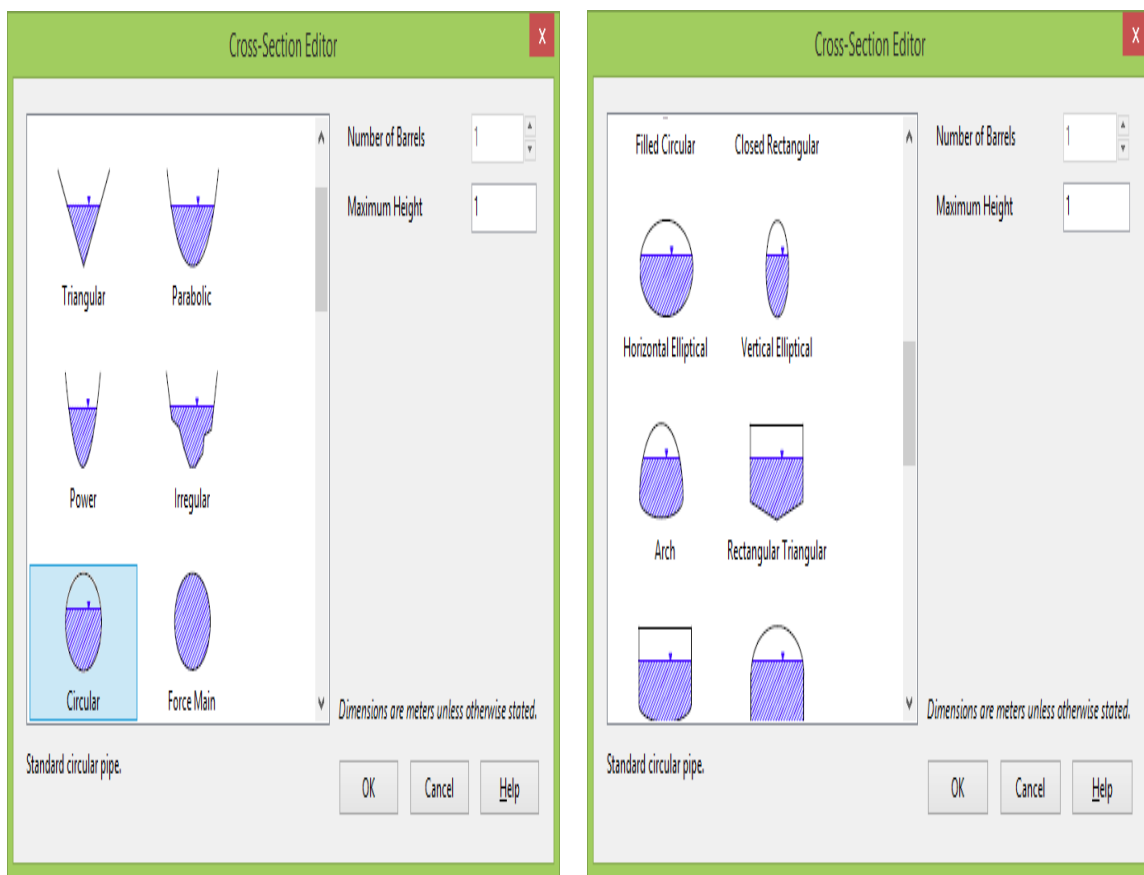 Cross-Section Editor
x
Number of Barrels
1
Maximum Height
1
Triangular
Parabolic
Power
Irregular
Circular
Force Main
Dimensions are meters unless otherwise stated.
Standard circular pipe.
OK
Cancel
Help
Cross-Section Editor
x
Filled Circular
Closed Rectangular
Number of Barrels
1
Maximum Height
1
Horizontal Elliptical
Vertical Elliptical
Arch
Rectangular Triangular
Dimensions are meters unless otherwise stated.
Standard circular pipe.
OK
Cancel
Help